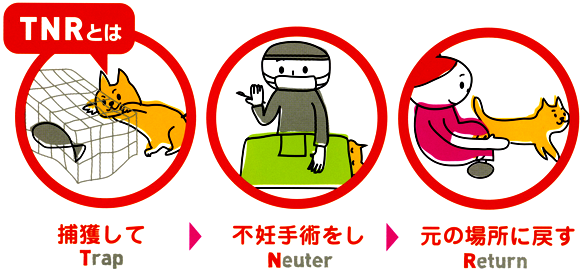 TNRとは
捕獲して
Trap
不妊手術をし
Neuter
元の場所に戻す
Return